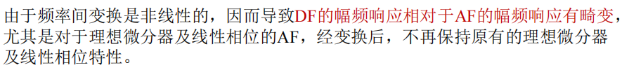 由于频率间变换是非线性的，因而导致DF的幅频响应相对于AF的幅频响应有畸变，
尤其是对于理想微分器及线性相位的AF，经变换后，不再保持原有的理想微分器
及线性相位特性。